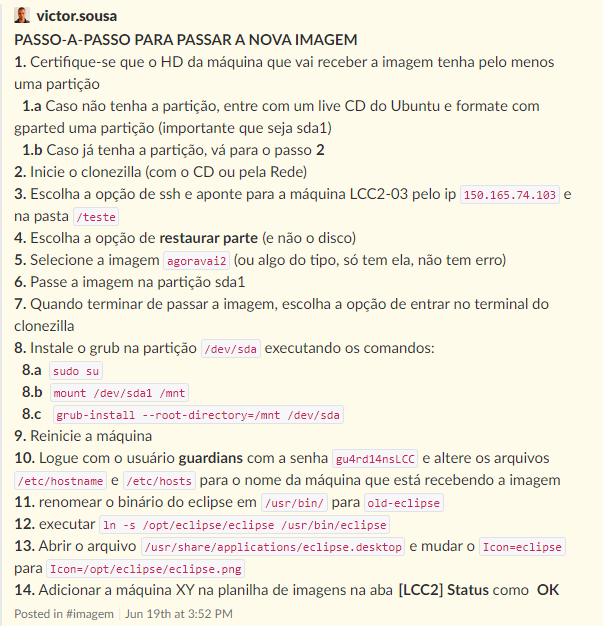 victor.sousa
PASSO-A-PASSO PARA PASSAR A NOVA IMAGEM
1. Certifique-se que o HD da máquina que vai receber a imagem tenha pelo menos
uma partição
1.a Caso não tenha a partição, entre com um live CD do Ubuntu e formate com
gparted uma partição (importante que seja sda1)
1.b Caso já tenha a partição, vá para o passo 2
2. Inicie o clonezilla (com o CD ou pela Rede)
3. Escolha a opção de ssh e aponte para a máquina LCC2-03 pelo ip 150.165.74.103 e
na pasta /teste
4. Escolha a opção de restaurar parte (e não o disco)
5. Selecione a imagem agoravai2 (ou algo do tipo, só tem ela, não tem erro)
6. Passe a imagem na partição sda1
7. Quando terminar de passar a imagem, escolha a opção de entrar no terminal do
clonezilla
8. Instale o grub na partição /dev/sda executando os comandos:
8.a sudo su
8.b mount /dev/sda1 /mnt
8.c grub-install --root-directory=/mnt /dev/sda
9. Reinicie a máquina
10. Logue com o usuário guardians com a senha gu4rd14nsLCC e altere os arquivos
/etc/hostname e /etc/hosts para o nome da máquina que está recebendo a imagem
11. renomear o binário do eclipse em /usr/bin/ para old-eclipse
12. executar ln -s /opt/eclipse/eclipse /usr/bin/eclipse
13. Abrir o arquivo /usr/share/applications/eclipse.desktop e mudar o Icon=eclipse
para Icon=/opt/eclipse/eclipse.png
14. Adicionar a máquina XY na planilha de imagens na aba [LCC2] Status como OK
Posted in #imagem | Jun 19th at 3:52 PM